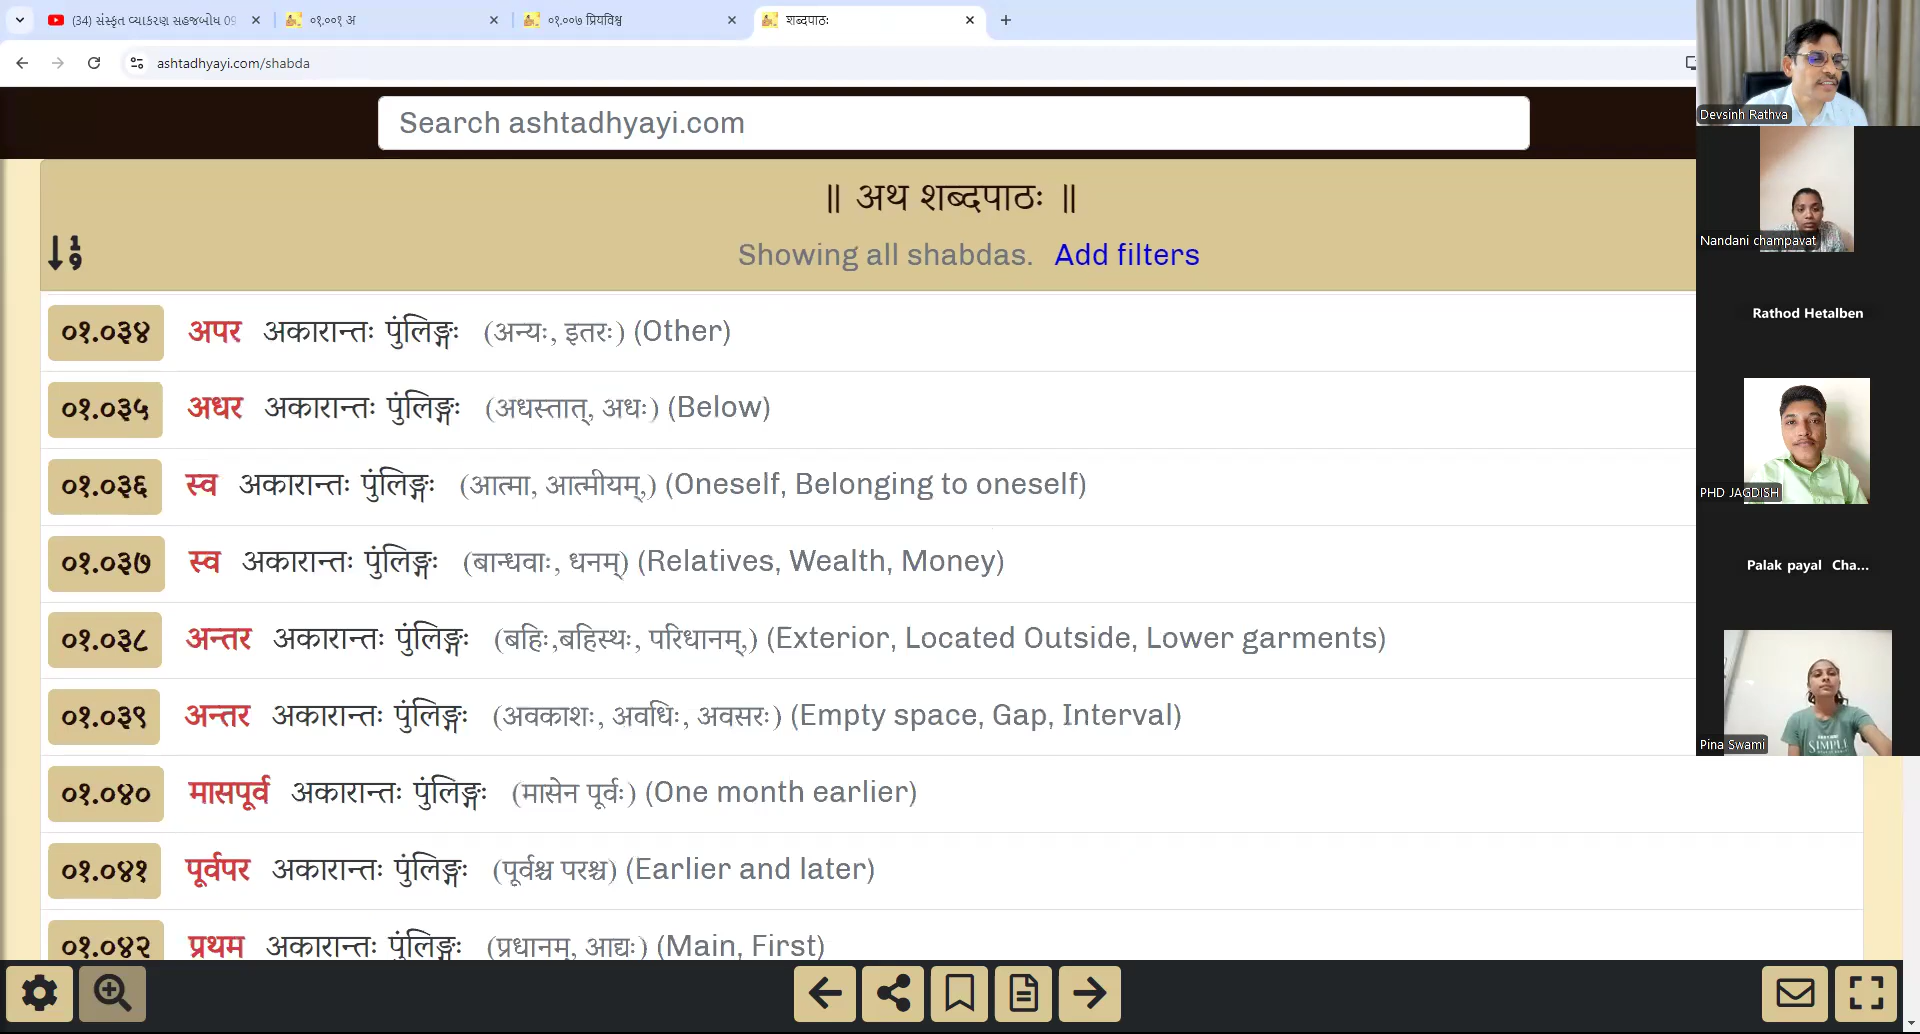 (34) સંસ્કૃત વ્યાકરણ સહજબોધ 09
०१.००१ अ
०१.००७ प्रियविश्व
शब्दपाठः
ashtadhyayi.com/shabda
Search ashtadhyayi.com
॥ अथ शब्दपाठः ॥
Showing all shabdas. Add filters
०१.०३४ अपर अकारान्तः पुंलिङ्गः (अन्यः, इतरः) (Other)
०१.०३५ अधर अकारान्तः पुंलिङ्गः (अधस्तात्, अधः) (Below)
०१.०३६ स्व अकारान्तः पुंलिङ्गः (आत्मा, आत्मीयम्,) (Oneself, Belonging to oneself)
०१.०३७ स्व अकारान्तः पुंलिङ्गः (बान्धवाः, धनम्) (Relatives, Wealth, Money)
०१.०३८ अन्तर अकारान्तः पुंलिङ्गः (बहिः,बहिस्थः, परिधानम्,) (Exterior, Located Outside, Lower garments)
०१.०३९ अन्तर अकारान्तः पुंलिङ्गः (अवकाशः, अवधिः, अवसरः) (Empty space, Gap, Interval)
०१.०४० मासपूर्व अकारान्तः पुंलिङ्गः (मासेन पूर्वः) (One month earlier)
०१.०४१ पूर्वपर अकारान्तः पुंलिङ्गः (पूर्वश्च परश्च) (Earlier and later)
०१.०४२ प्रथम अकारान्तः पुंलिङ्गः (प्रधानम्, आद्यः) (Main, First)
Devsinh Rathva
Nandani champavat
Rathod Hetalben
PHD JAGDISH
Palak payal Cha...
SIMPLE
Pina Swami